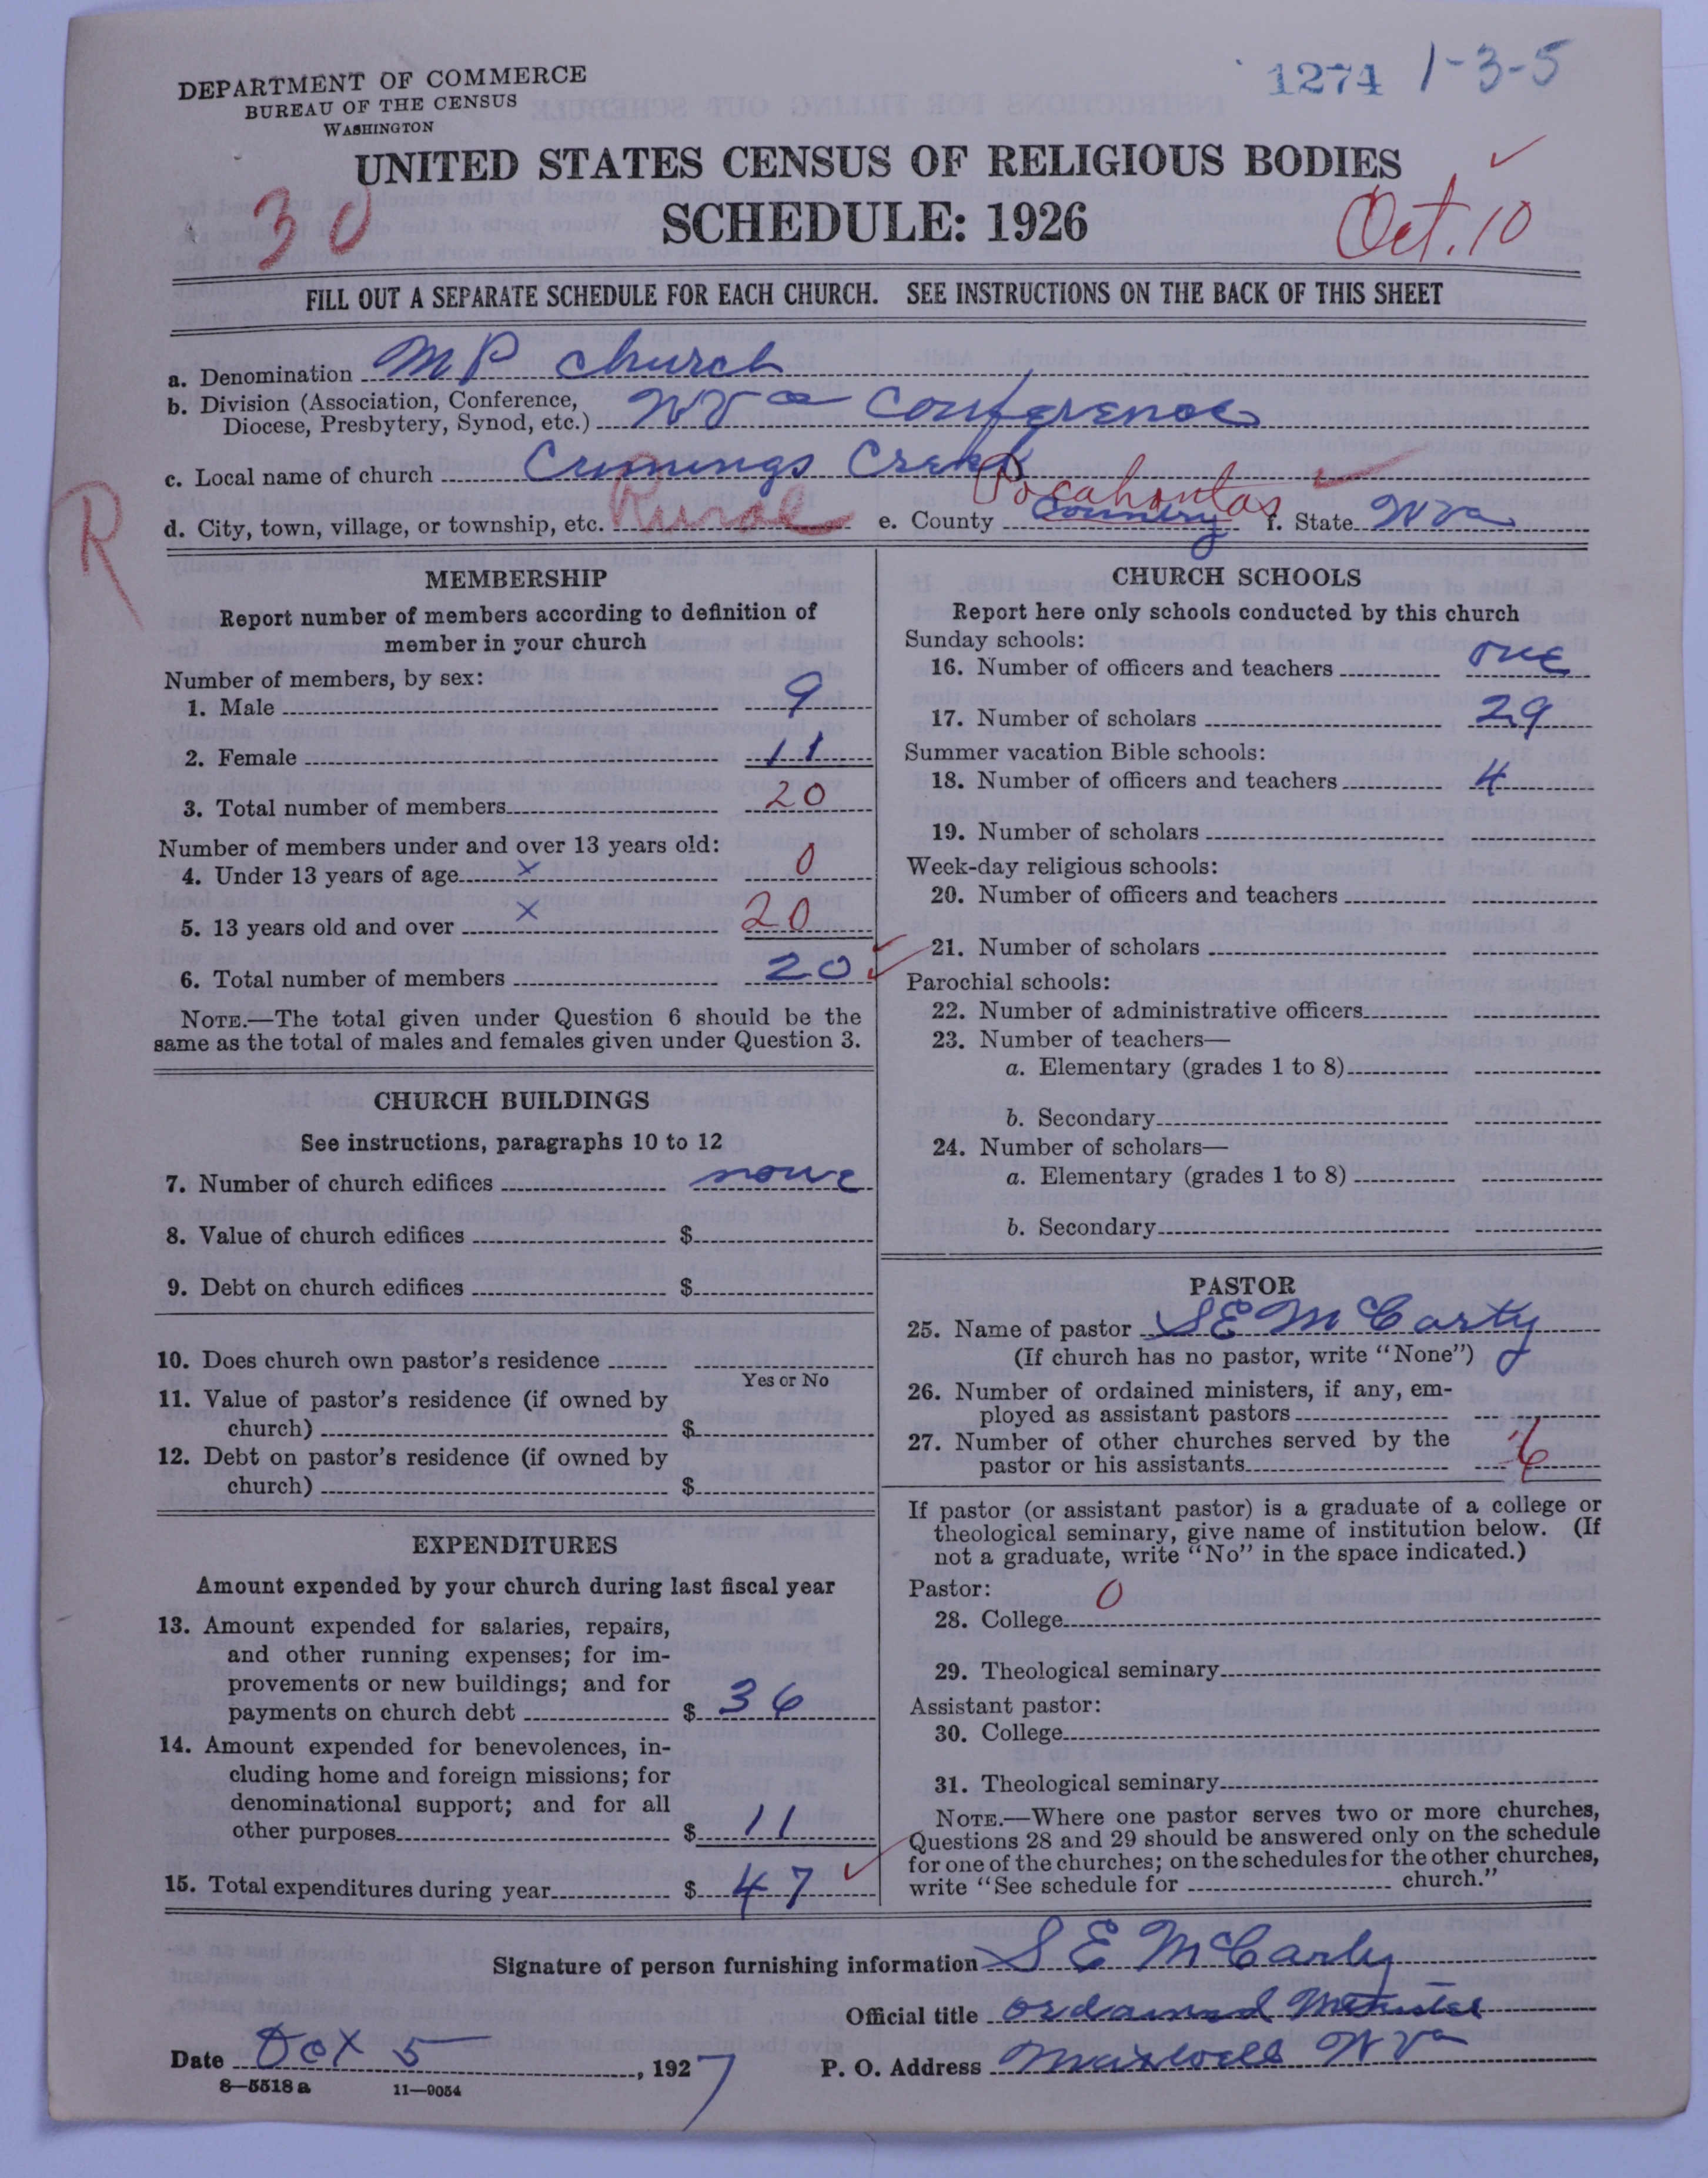 DEPARTMENT OF COMMERCE
BUREAU OF THE CENSUS
WASHINGTON
1274 1-3-5
UNITED STATES CENSUS OF RELIGIOUS BODIES
SCHEDULE: 1926
30
Oct. 10
FILL OUT A SEPARATE SCHEDULE FOR EACH CHURCH. SEE INSTRUCTIONS ON THE BACK OF THIS SHEET
a. Denomination M P church
b. Division (Association, Conference,
Diocese, Presbytery, Synod, etc.) W Va Conference
c. Local name of church Cummings Creek
R
d. City, town, village, or township, etc. Rural e. County Country Pocahontas f. State W Va
MEMBERSHIP
Report number of members according to definition of
member in your church
Number of members, by sex:
1. Male 9
2. Female 11
3. Total number of members 20
Number of members under and over 13 years old:
4. Under 13 years of age x 0
5. 13 years old and over x 20
6. Total number of members 20
NOTE.—The total given under Question 6 should be the
same as the total of males and females given under Question 3.
CHURCH BUILDINGS
See instructions, paragraphs 10 to 12
7. Number of church edifices none
8. Value of church edifices $
9. Debt on church edifices $
10. Does church own pastor's residence
Yes or No
11. Value of pastor's residence (if owned by
church) $
12. Debt on pastor's residence (if owned by
church) $
EXPENDITURES
Amount expended by your church during last fiscal year
13. Amount expended for salaries, repairs,
and other running expenses; for im-
provements or new buildings; and for
payments on church debt $ 36
14. Amount expended for benevolences, in-
cluding home and foreign missions; for
denominational support; and for all
other purposes $ 11
15. Total expenditures during year $ 47
CHURCH SCHOOLS
Report here only schools conducted by this church
Sunday schools:
16. Number of officers and teachers one
17. Number of scholars 29
Summer vacation Bible schools:
18. Number of officers and teachers 4
19. Number of scholars
Week-day religious schools:
20. Number of officers and teachers
21. Number of scholars
Parochial schools:
22. Number of administrative officers
23. Number of teachers—
a. Elementary (grades 1 to 8)
b. Secondary
24. Number of scholars—
a. Elementary (grades 1 to 8)
b. Secondary
PASTOR
25. Name of pastor S E McCarty
(If church has no pastor, write "None")
26. Number of ordained ministers, if any, em-
ployed as assistant pastors
27. Number of other churches served by the
pastor or his assistants 6
If pastor (or assistant pastor) is a graduate of a college or
theological seminary, give name of institution below. (If
not a graduate, write "No" in the space indicated.)
Pastor:
28. College 0
29. Theological seminary
Assistant pastor:
30. College
31. Theological seminary
NOTE.—Where one pastor serves two or more churches,
Questions 28 and 29 should be answered only on the schedule
for one of the churches; on the schedules for the other churches,
write "See schedule for church."
Signature of person furnishing information S E McCarty
Official title ordained Minister
Date Oct 5, 1927 P. O. Address Maxwell W Va
8—5518 a 11—9054